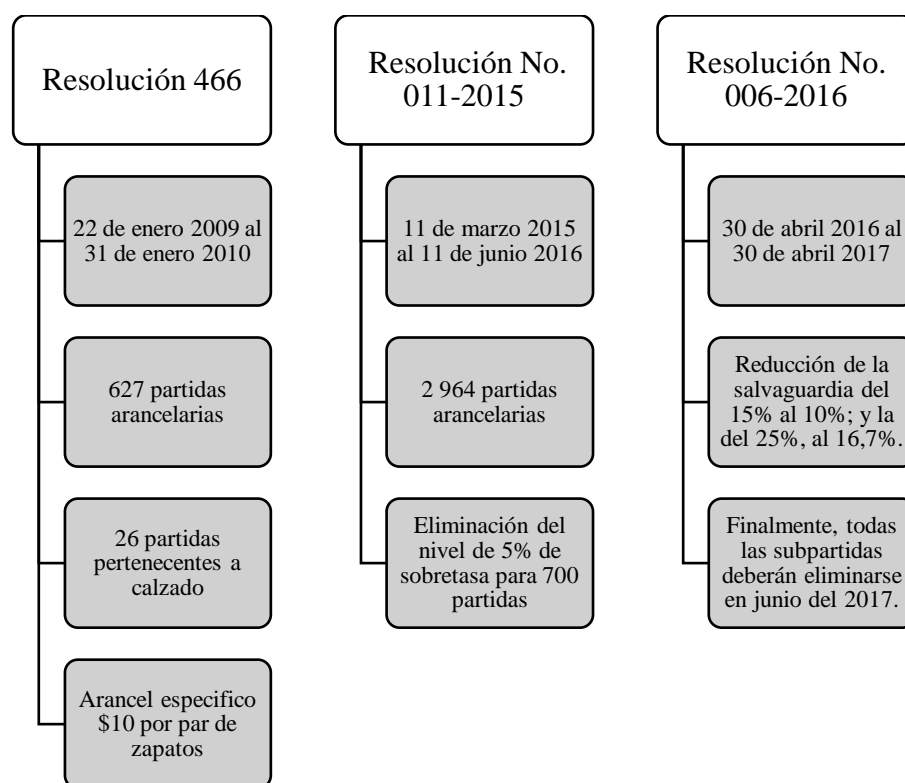 Resolución 466
22 de enero 2009 al
31 de enero 2010
627 partidas
arancelarias
26 partidas
pertenecentes a
calzado
Arancel especifico
$10 por par de
zapatos
Resolución No.
011-2015
11 de marzo 2015
al 11 de junio 2016
2 964 partidas
arancelarias
Eliminación del
nivel de 5% de
sobretasa para 700
partidas
Resolución No.
006-2016
30 de abril 2016 al
30 de abril 2017
Reducción de la
salvaguardia del
15% al 10%; y la
del 25%, al 16,7%.
Finalmente, todas
las subpartidas
deberán eliminarse
en junio del 2017.